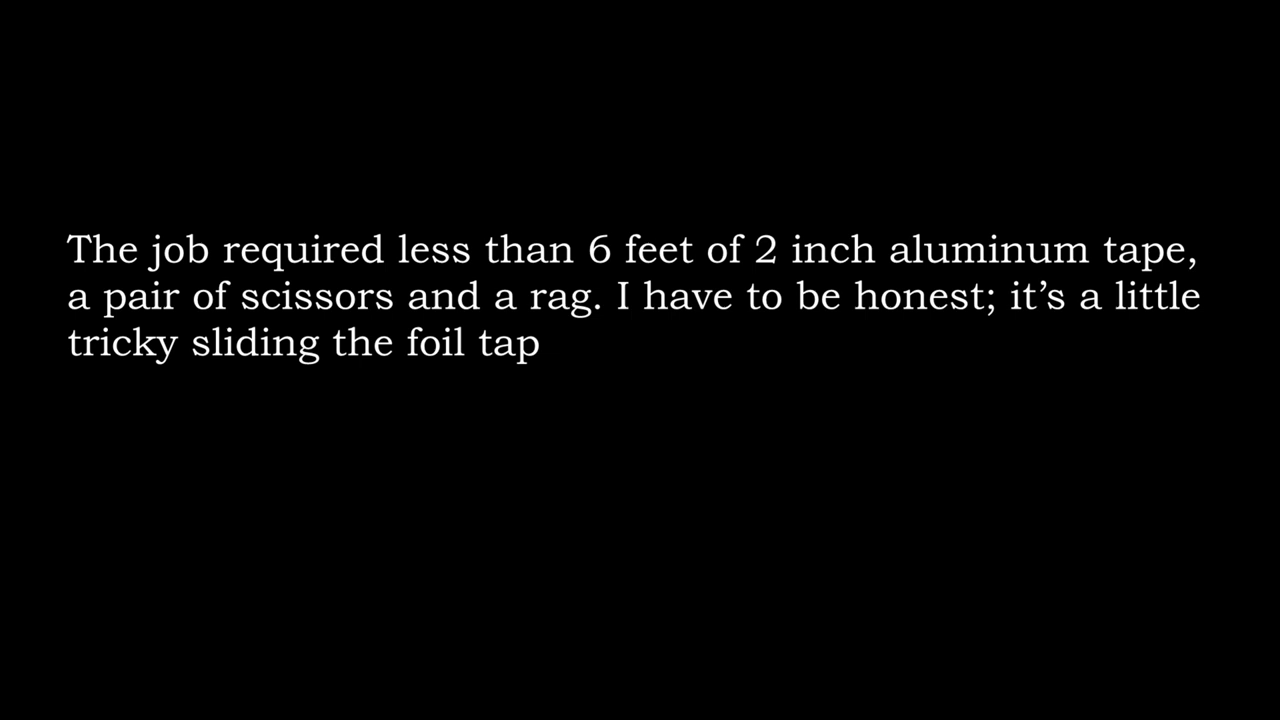 The job required less than 6 feet of 2 inch aluminum tape,
a pair of scissors and a rag. I have to be honest; it’s a little
tricky sliding the foil tap